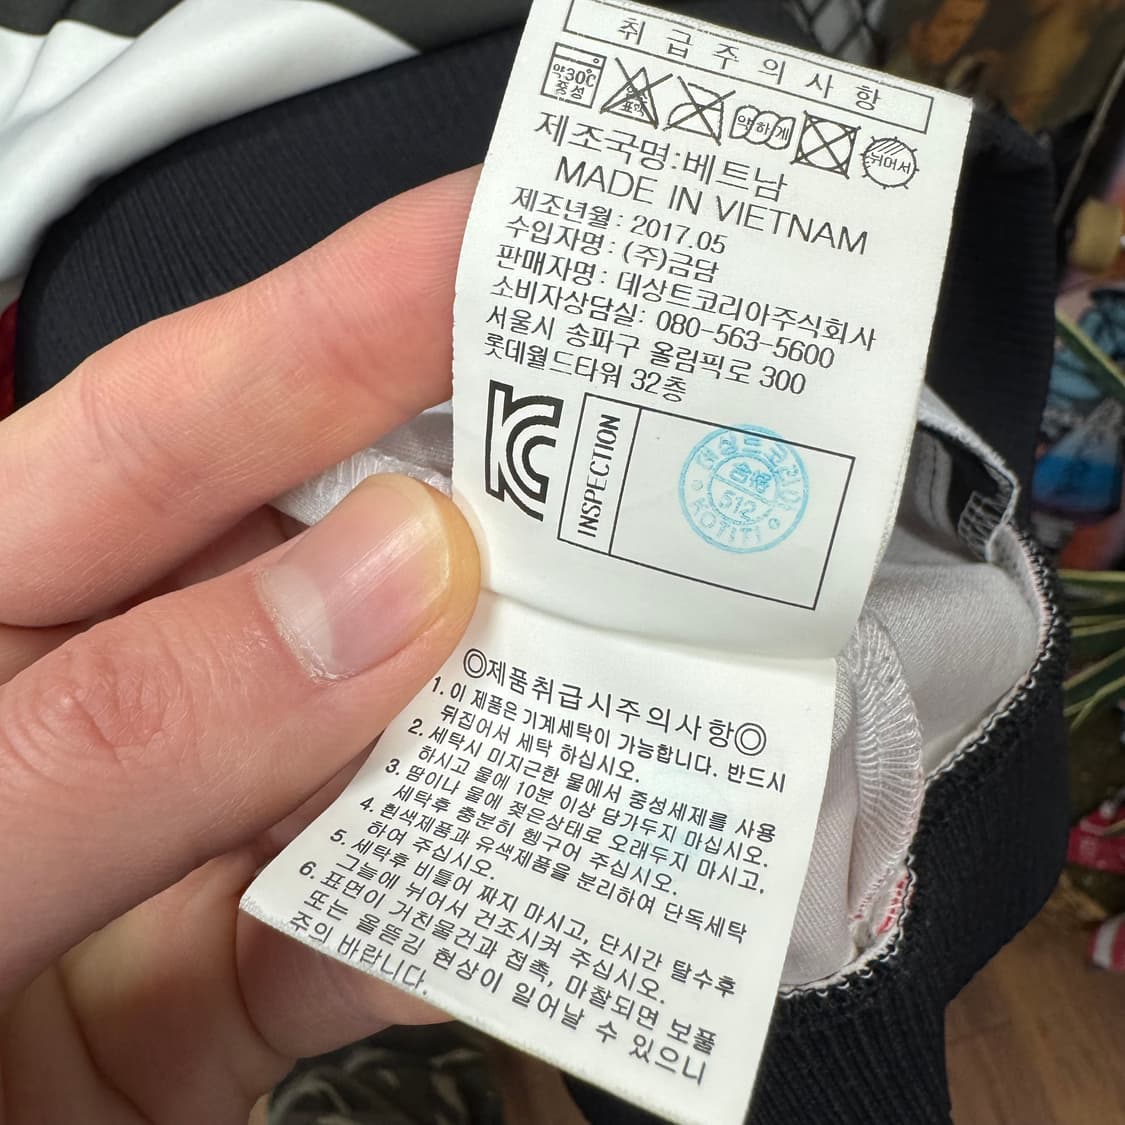 취급주의사항
약30℃
중성
약하게
뉘어서
제조국명:베트남
MADE IN VIETNAM
제조년월: 2017.05
수입자명: (주)금담
판매자명: 데상트코리아주식회사
소비자상담실: 080-563-5600
서울시 송파구 올림픽로 300
롯데월드타워 32층
KC
INSPECTION
데상트코리아
合格
512
KOTITI
◎제품취급시주의사항◎
1. 이 제품은 기계세탁이 가능합니다. 반드시
뒤집어서 세탁 하십시오.
2. 세탁시 미지근한 물에서 중성세제를 사용
하시고 물에 10분 이상 담가두지 마십시오.
3. 땀이나 물에 젖은상태로 오래두지 마시고,
세탁후 충분히 헹구어 주십시오.
4. 흰색제품과 유색제품을 분리하여 단독세탁
하여 주십시오.
5. 세탁후 비틀어 짜지 마시고, 단시간 탈수후
그늘에 뉘어서 건조시켜 주십시오.
6. 표면이 거친물건과 접촉, 마찰되면 보풀
또는 올뜯김 현상이 일어날 수 있으니
주의 바랍니다.